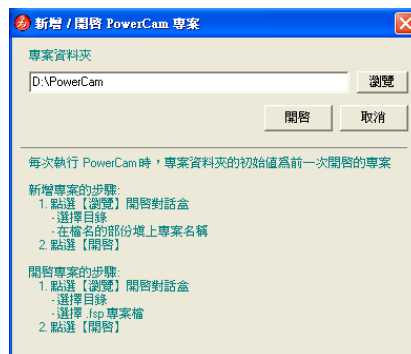 新增 / 開啓 PowerCam 專案
專案資料夾
D:\PowerCam
瀏覽
開啓
取消
每次執行 PowerCam 時，專案資料夾的初始值爲前一次開啓的專案
新增專案的步驟:
1. 點選【瀏覽】開啓對話盒
-選擇目錄
-在檔名的部份塡上專案名稱
2. 點選【開啓】
開啓專案的步驟:
1. 點選【瀏覽】開啓對話盒
-選擇目錄
-選擇 .fsp 專案檔
2. 點選【開啓】